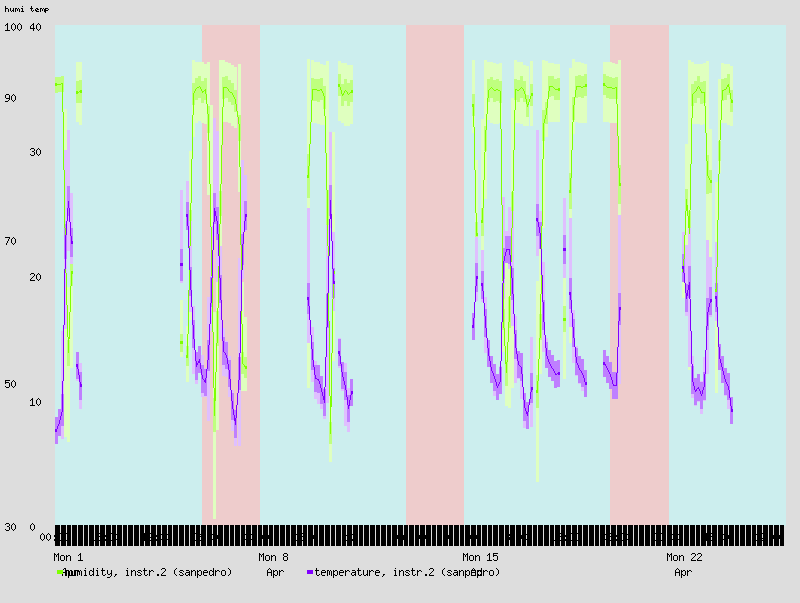 humi temp
100 40
90
30
70
20
50
10
30 0
Mon 1 Mon 8 Mon 15 Mon 22
humidity, instr.2 (sanpedro) Apr temperature, instr.2 (sanpedro) Apr